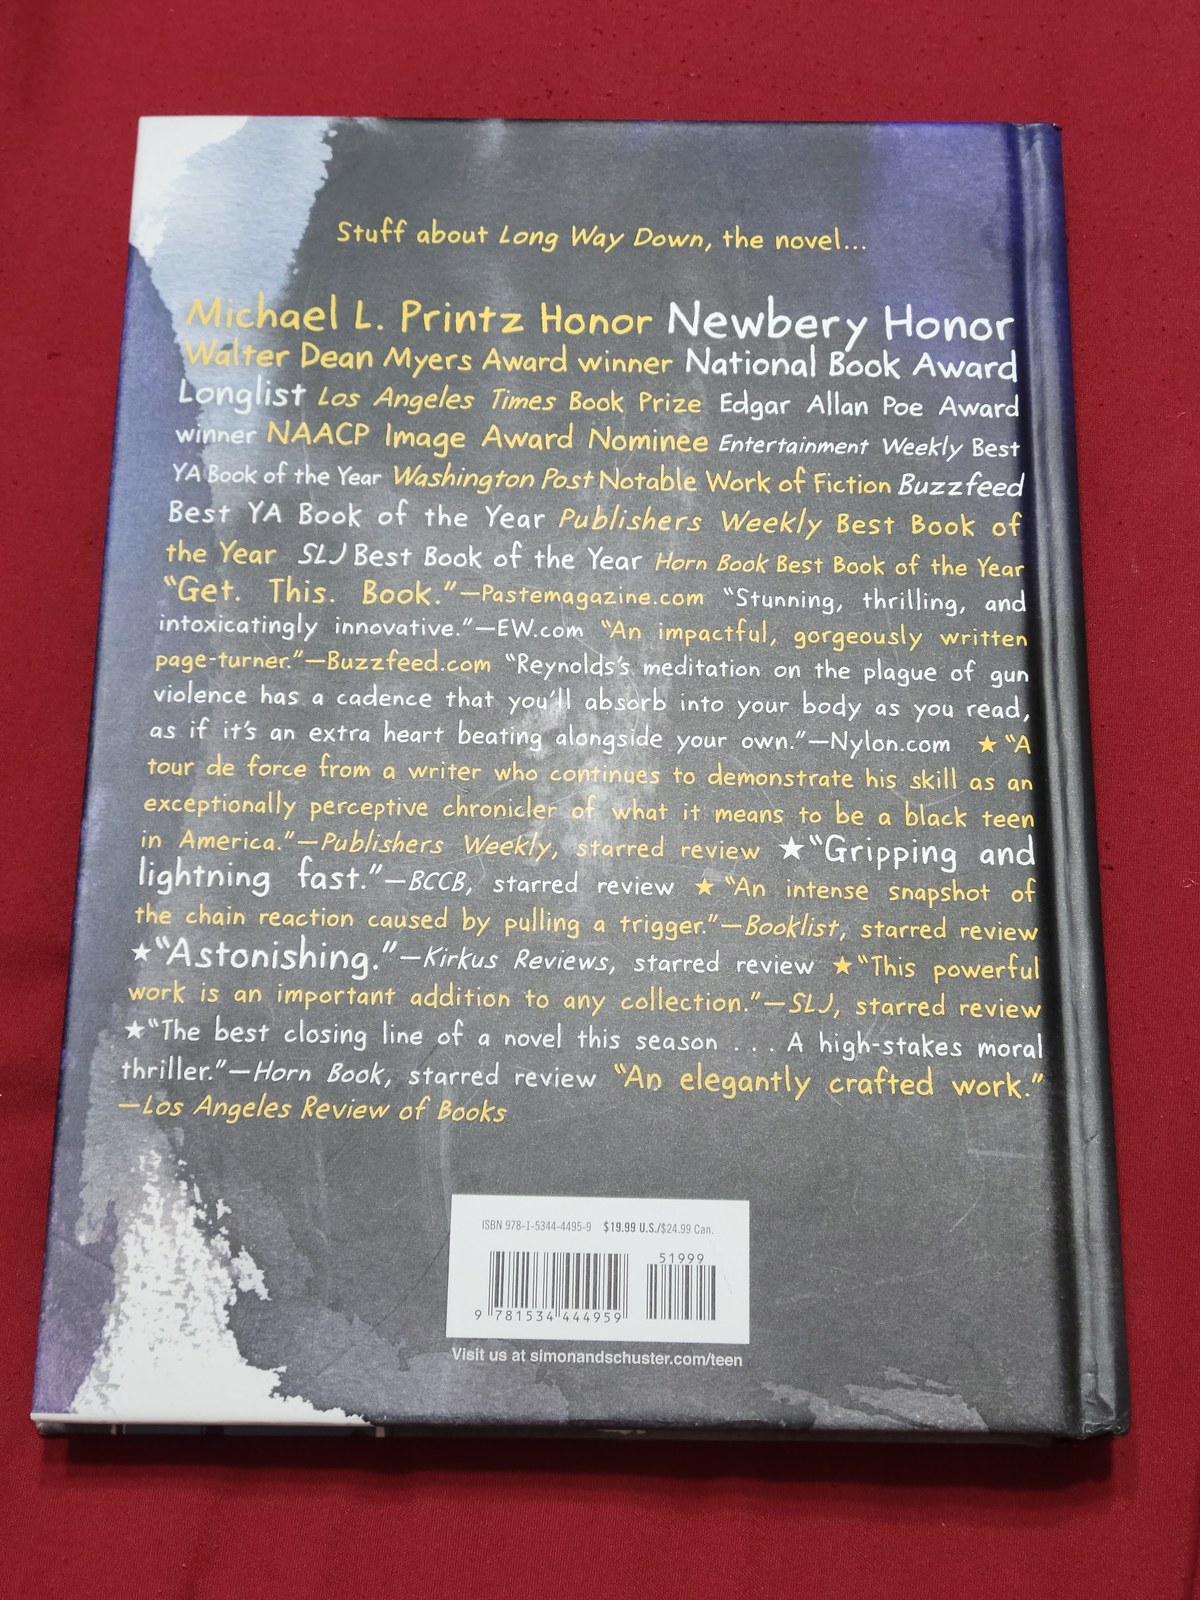 Stuff about Long Way Down, the novel...
Michael L. Printz Honor Newbery Honor
Walter Dean Myers Award winner National Book Award
Longlist Los Angeles Times Book Prize Edgar Allan Poe Award
winner NAACP Image Award Nominee Entertainment Weekly Best
YA Book of the Year Washington Post Notable Work of Fiction Buzzfeed
Best YA Book of the Year Publishers Weekly Best Book of
the Year SLJ Best Book of the Year Horn Book Best Book of the Year
“Get. This. Book.”—Pastemagazine.com “Stunning, thrilling, and
intoxicatingly innovative.”—EW.com “An impactful, gorgeously written
page-turner.”—Buzzfeed.com “Reynolds’s meditation on the plague of gun
violence has a cadence that you’ll absorb into your body as you read,
as if it’s an extra heart beating alongside your own.”—Nylon.com ★ “A
tour de force from a writer who continues to demonstrate his skill as an
exceptionally perceptive chronicler of what it means to be a black teen
in America.”—Publishers Weekly, starred review ★“Gripping and
lightning fast.”—BCCB, starred review ★ “An intense snapshot of
the chain reaction caused by pulling a trigger.”—Booklist, starred review
★“Astonishing.”—Kirkus Reviews, starred review ★“This powerful
work is an important addition to any collection.”—SLJ, starred review
★“The best closing line of a novel this season . . . A high-stakes moral
thriller.”—Horn Book, starred review “An elegantly crafted work.”
—Los Angeles Review of Books
ISBN 978-1-5344-4495-9 $19.99 U.S./$24.99 Can.
51999
9 781534 444959
Visit us at simonandschuster.com/teen